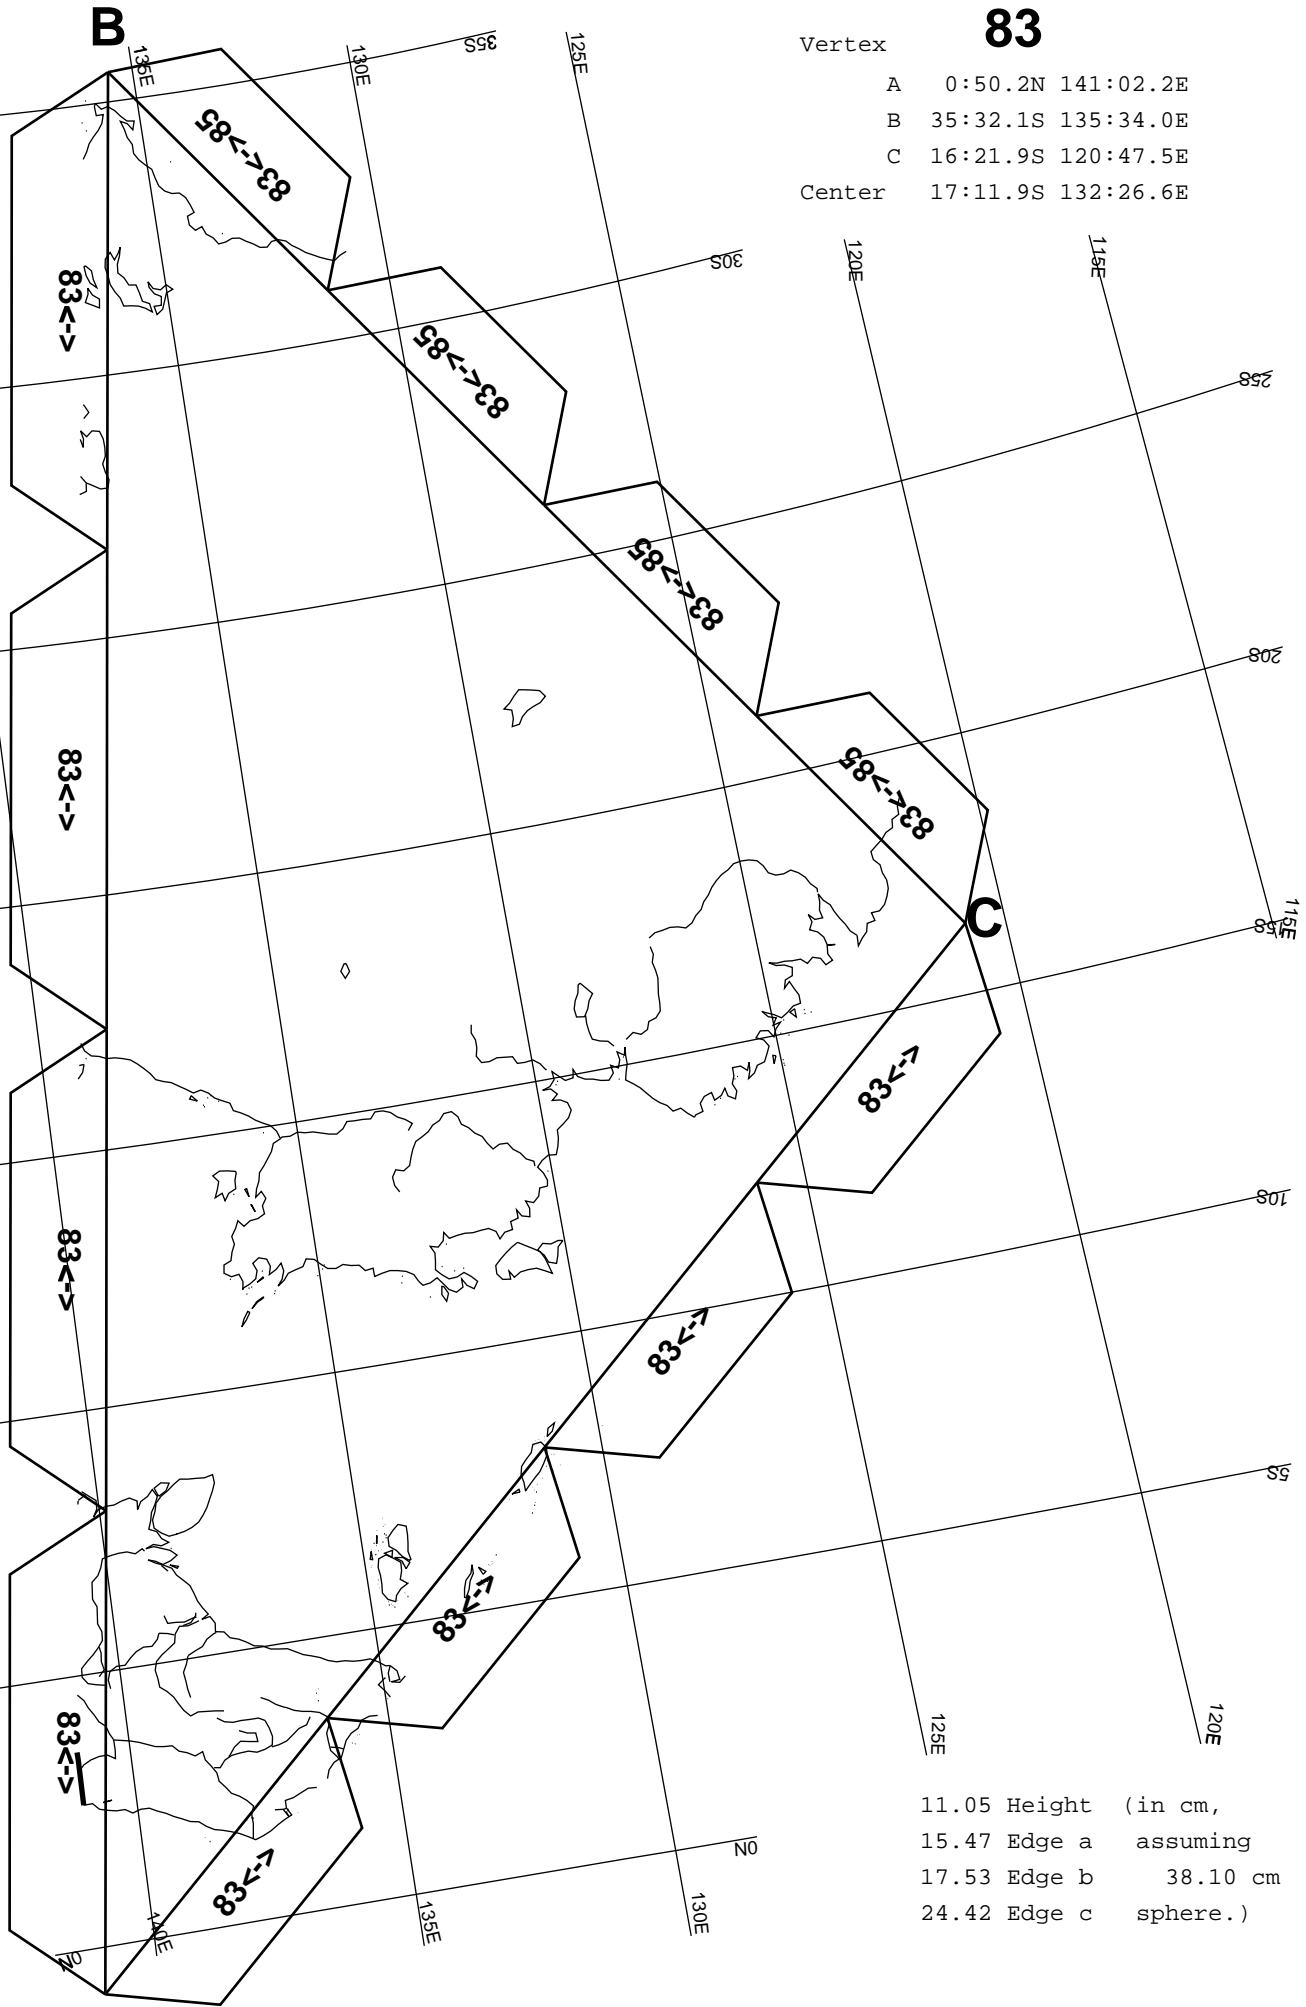 B
83
Vertex
A 0:50.2N 141:02.2E
B 35:32.1S 135:34.0E
C 16:21.9S 120:47.5E
Center 17:11.9S 132:26.6E
135E
130E
35S
125E
83<->85
30S
120E
115E
83<->
83<->85
25S
83<->85
20S
83<->
83<->85
C
115E
15S
83<->
10S
83<->
83<->
5S
83<->
83<->
125E
120E
83<->
0N
140E
135E
130E
0N
11.05 Height (in cm,
15.47 Edge a assuming
17.53 Edge b 38.10 cm
24.42 Edge c sphere.)